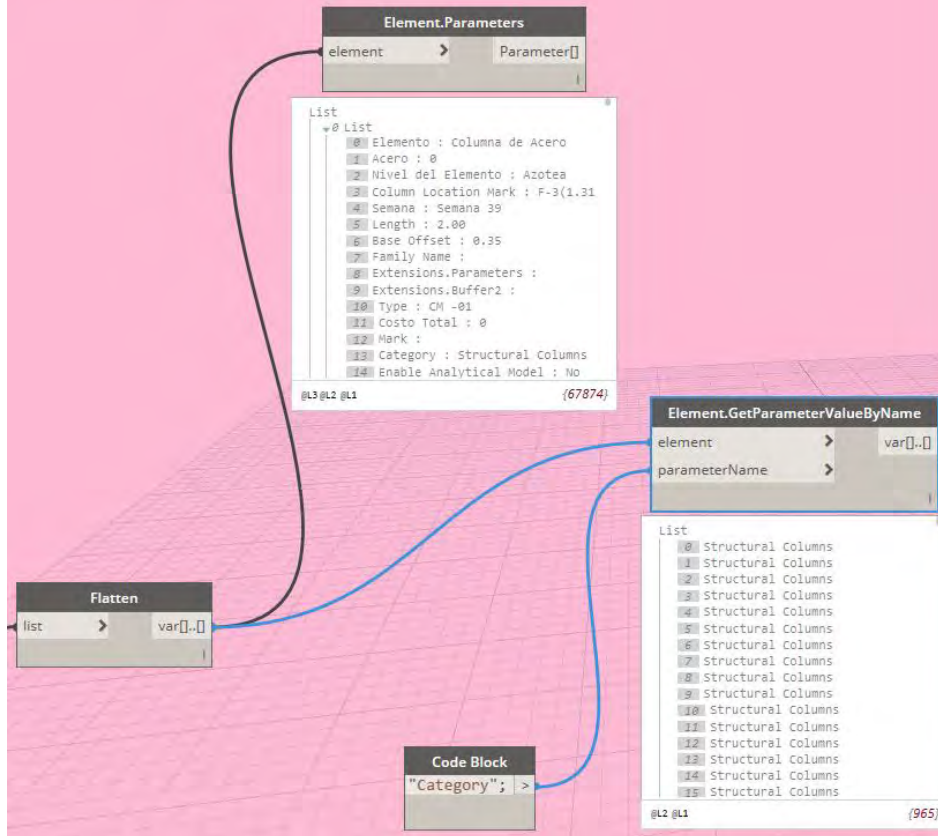 Element.Parameters
element > Parameter[]
l
List
0 List
0 Elemento : Columna de Acero
1 Acero : 0
2 Nivel del Elemento : Azotea
3 Column Location Mark : F-3(1.31
4 Semana : Semana 39
5 Length : 2.00
6 Base Offset : 0.35
7 Family Name :
8 Extensions.Parameters :
9 Extensions.Buffer2 :
10 Type : CM -01
11 Costo Total : 0
12 Mark :
13 Category : Structural Columns
14 Enable Analytical Model : No
@L3 @L2 @L1 {67874}
Element.GetParameterValueByName
element > var[]..[]
parameterName >
l
List
0 Structural Columns
1 Structural Columns
2 Structural Columns
3 Structural Columns
4 Structural Columns
5 Structural Columns
6 Structural Columns
7 Structural Columns
8 Structural Columns
9 Structural Columns
10 Structural Columns
11 Structural Columns
12 Structural Columns
13 Structural Columns
14 Structural Columns
15 Structural Columns
@L2 @L1 {965}
Flatten
list > var[]..[]
l
Code Block
"Category"; >